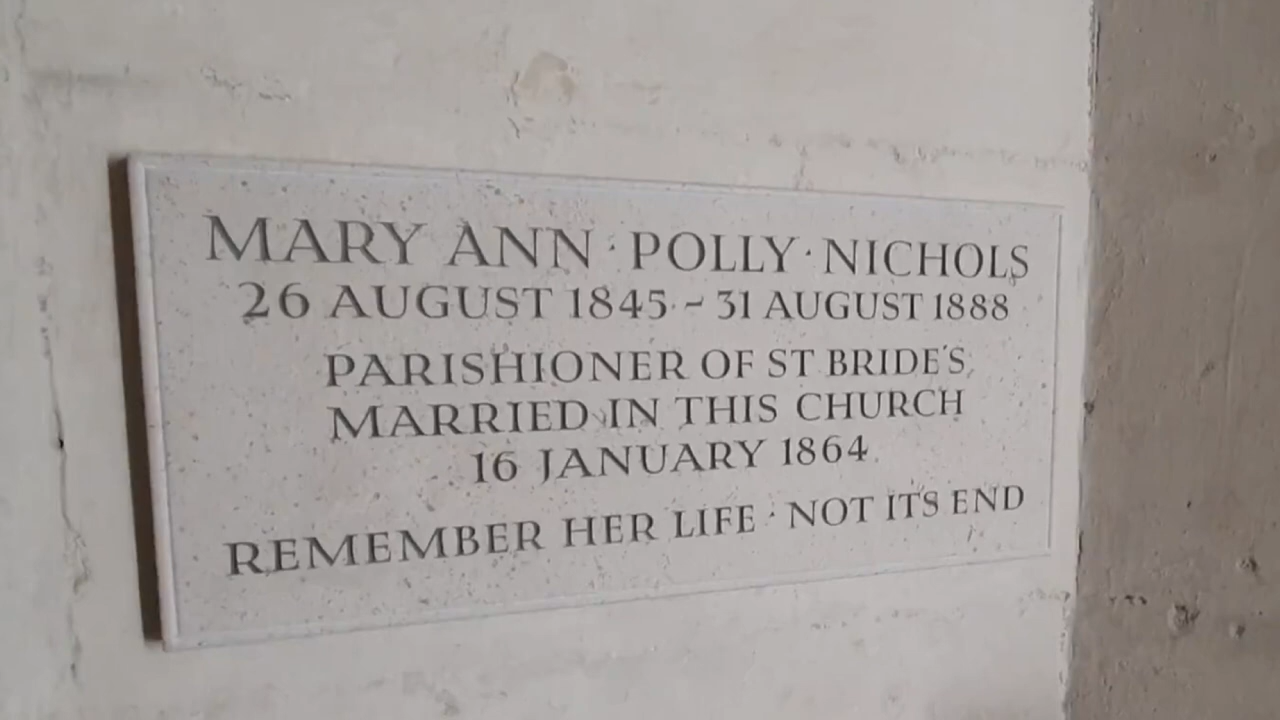 MARY ANN · POLLY · NICHOLS
26 AUGUST 1845 - 31 AUGUST 1888
PARISHIONER OF ST BRIDE'S
MARRIED IN THIS CHURCH
16 JANUARY 1864
REMEMBER HER LIFE · NOT ITS END